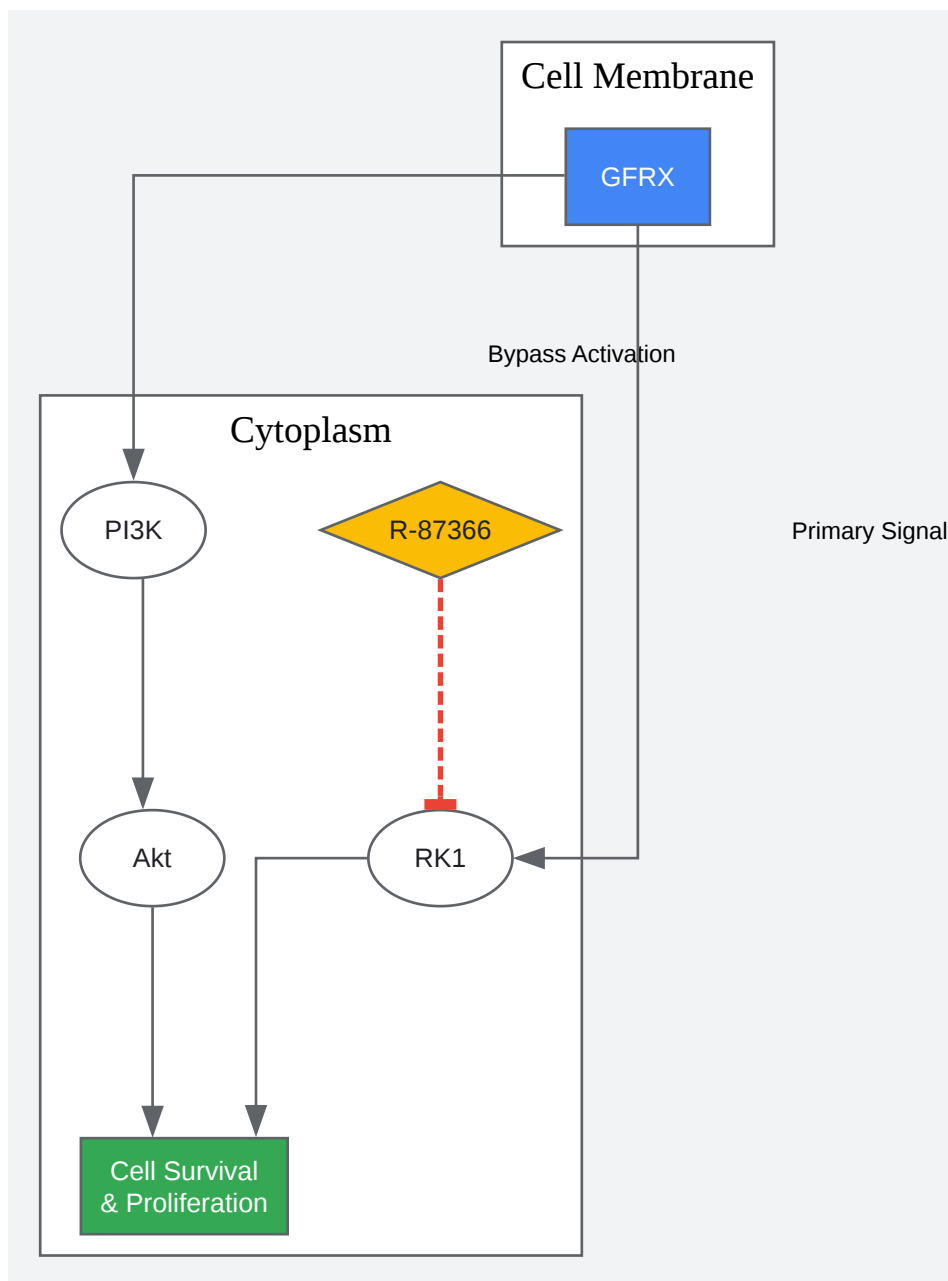 Cell Membrane
GFRX
Bypass Activation
Cytoplasm
PI3K
R-87366
Primary Signal
Akt
RK1
Cell Survival
& Proliferation